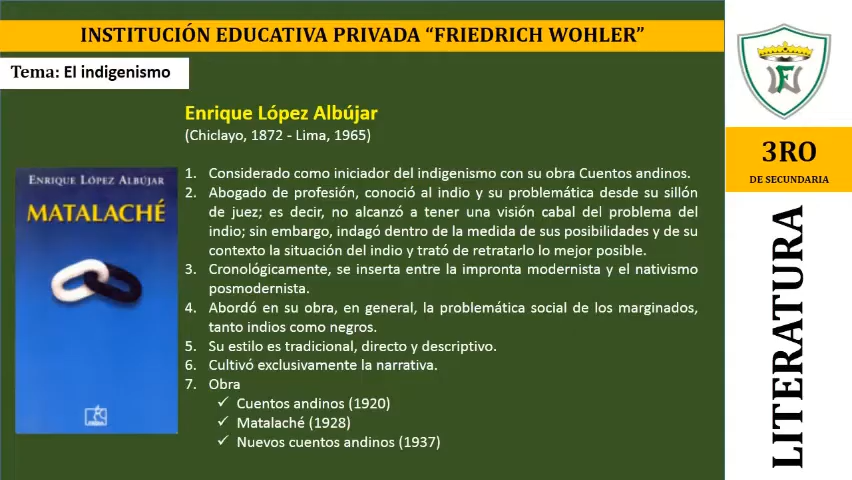 INSTITUCIÓN EDUCATIVA PRIVADA “FRIEDRICH WOHLER”
Tema: El indigenismo
Enrique López Albújar
(Chiclayo, 1872 - Lima, 1965)
1. Considerado como iniciador del indigenismo con su obra Cuentos andinos.
2. Abogado de profesión, conoció al indio y su problemática desde su sillón
de juez; es decir, no alcanzó a tener una visión cabal del problema del
indio; sin embargo, indagó dentro de la medida de sus posibilidades y de su
contexto la situación del indio y trató de retratarlo lo mejor posible.
3. Cronológicamente, se inserta entre la impronta modernista y el nativismo
posmodernista.
4. Abordó en su obra, en general, la problemática social de los marginados,
tanto indios como negros.
5. Su estilo es tradicional, directo y descriptivo.
6. Cultivó exclusivamente la narrativa.
7. Obra
✓ Cuentos andinos (1920)
✓ Matalaché (1928)
✓ Nuevos cuentos andinos (1937)
ENRIQUE LÓPEZ ALBÚJAR
MATALACHÉ
3RO
DE SECUNDARIA
LITERATURA